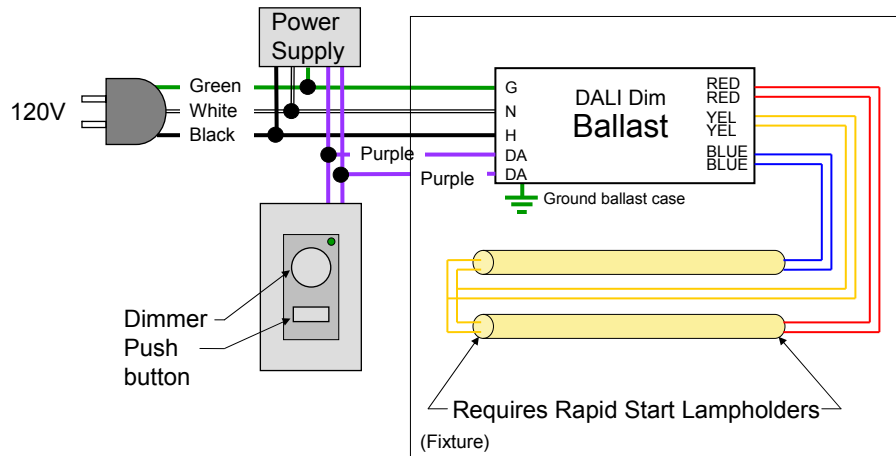 Power
Supply
120V
Green
White
Black
Purple
Purple
G
N
H
DA
DA
DALI Dim
Ballast
RED
RED
YEL
YEL
BLUE
BLUE
Ground ballast case
Dimmer
Push
button
Requires Rapid Start Lampholders
(Fixture)